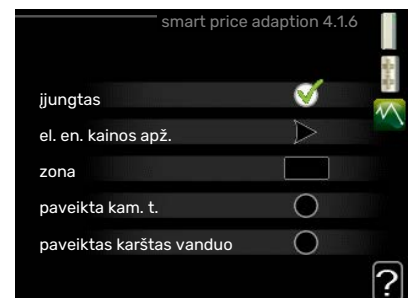 smart price adaption 4.1.6
įjungtas
el. en. kainos apž.
zona
paveikta kam. t.
paveiktas karštas vanduo
?